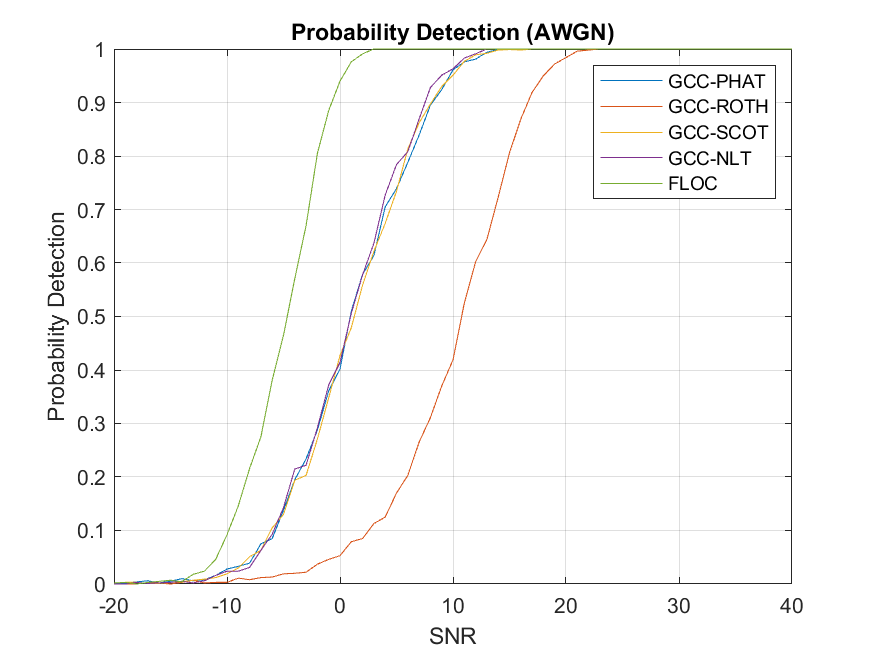 Probability Detection (AWGN)
Probability Detection
1
0.9
0.8
0.7
0.6
0.5
0.4
0.3
0.2
0.1
0
GCC-PHAT
GCC-ROTH
GCC-SCOT
GCC-NLT
FLOC
-20 -10 0 10 20 30 40
SNR